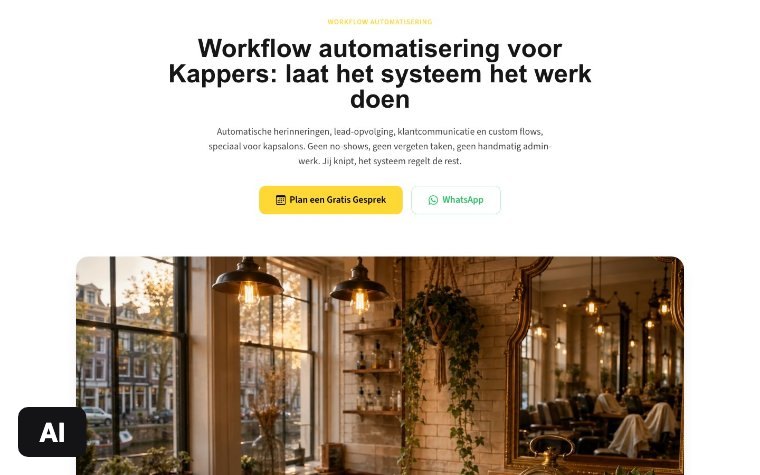 WORKFLOW AUTOMATISERING
Workflow automatisering voor
Kappers: laat het systeem het werk
doen
Automatische herinneringen, lead-opvolging, klantcommunicatie en custom flows,
speciaal voor kapsalons. Geen no-shows, geen vergeten taken, geen handmatig admin-
werk. Jij knipt, het systeem regelt de rest.
Plan een Gratis Gesprek
WhatsApp
AI